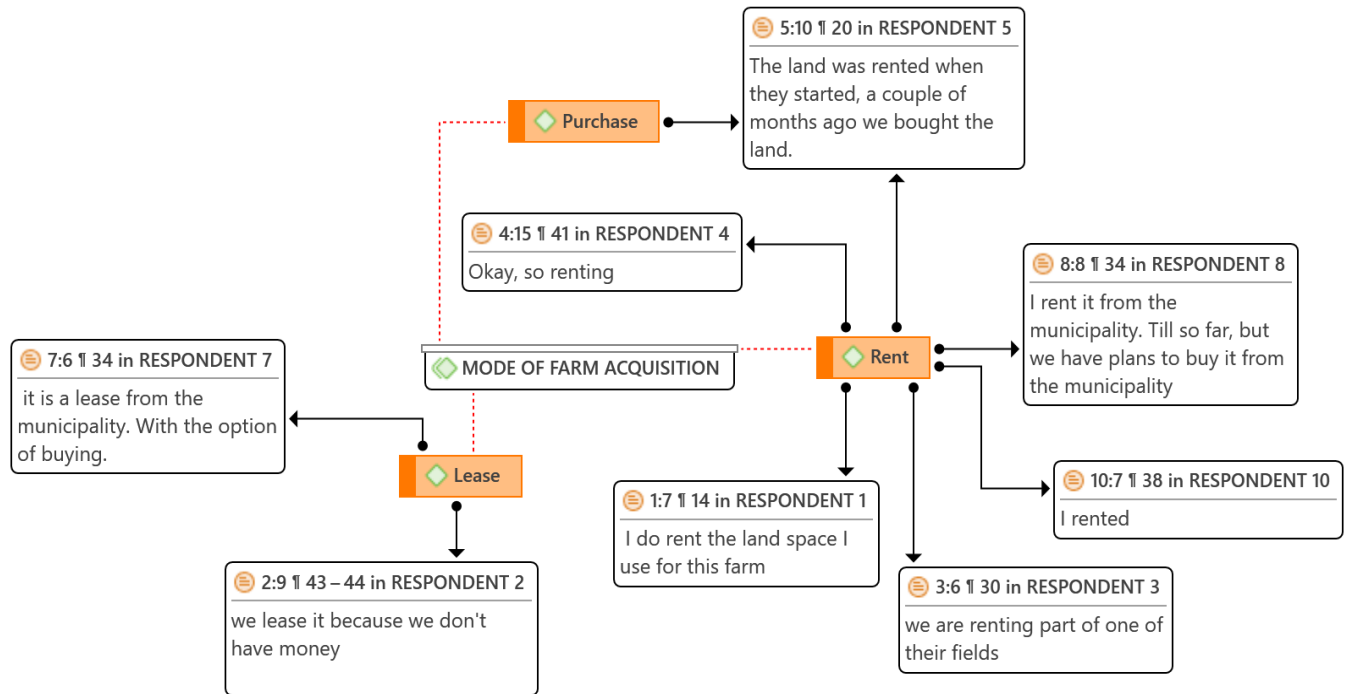 5:10 ¶ 20 in RESPONDENT 5
The land was rented when
they started, a couple of
months ago we bought the
land.
Purchase
4:15 ¶ 41 in RESPONDENT 4
Okay, so renting
8:8 ¶ 34 in RESPONDENT 8
I rent it from the
municipality. Till so far, but
we have plans to buy it from
the municipality
7:6 ¶ 34 in RESPONDENT 7
it is a lease from the
municipality. With the option
of buying.
MODE OF FARM ACQUISITION
Rent
Lease
10:7 ¶ 38 in RESPONDENT 10
I rented
1:7 ¶ 14 in RESPONDENT 1
I do rent the land space I
use for this farm
2:9 ¶ 43 – 44 in RESPONDENT 2
we lease it because we don't
have money
3:6 ¶ 30 in RESPONDENT 3
we are renting part of one of
their fields